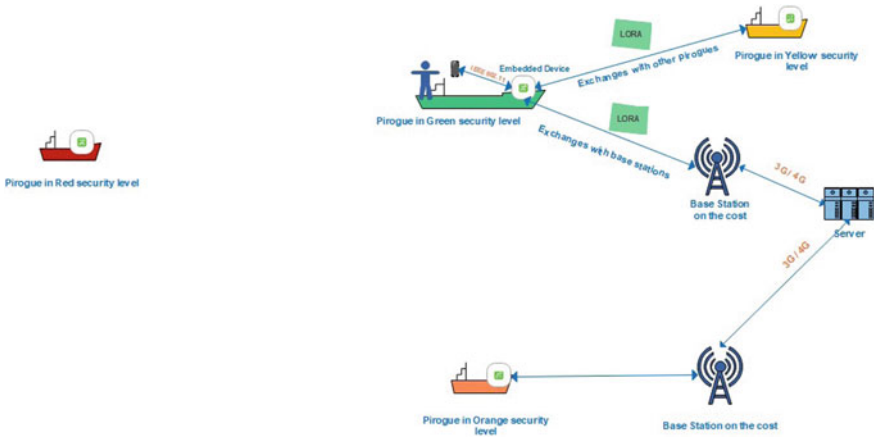 LORA
Exchanges with other pirogues
Pirogue in Yellow security
level
Embedded Device
Pirogue in Green security level
LORA
Exchanges with base stations
Pirogue in Red security level
3G/4G
Base Station
on the cost
Server
3G/4G
Pirogue in Orange security
level
Base Station on the cost